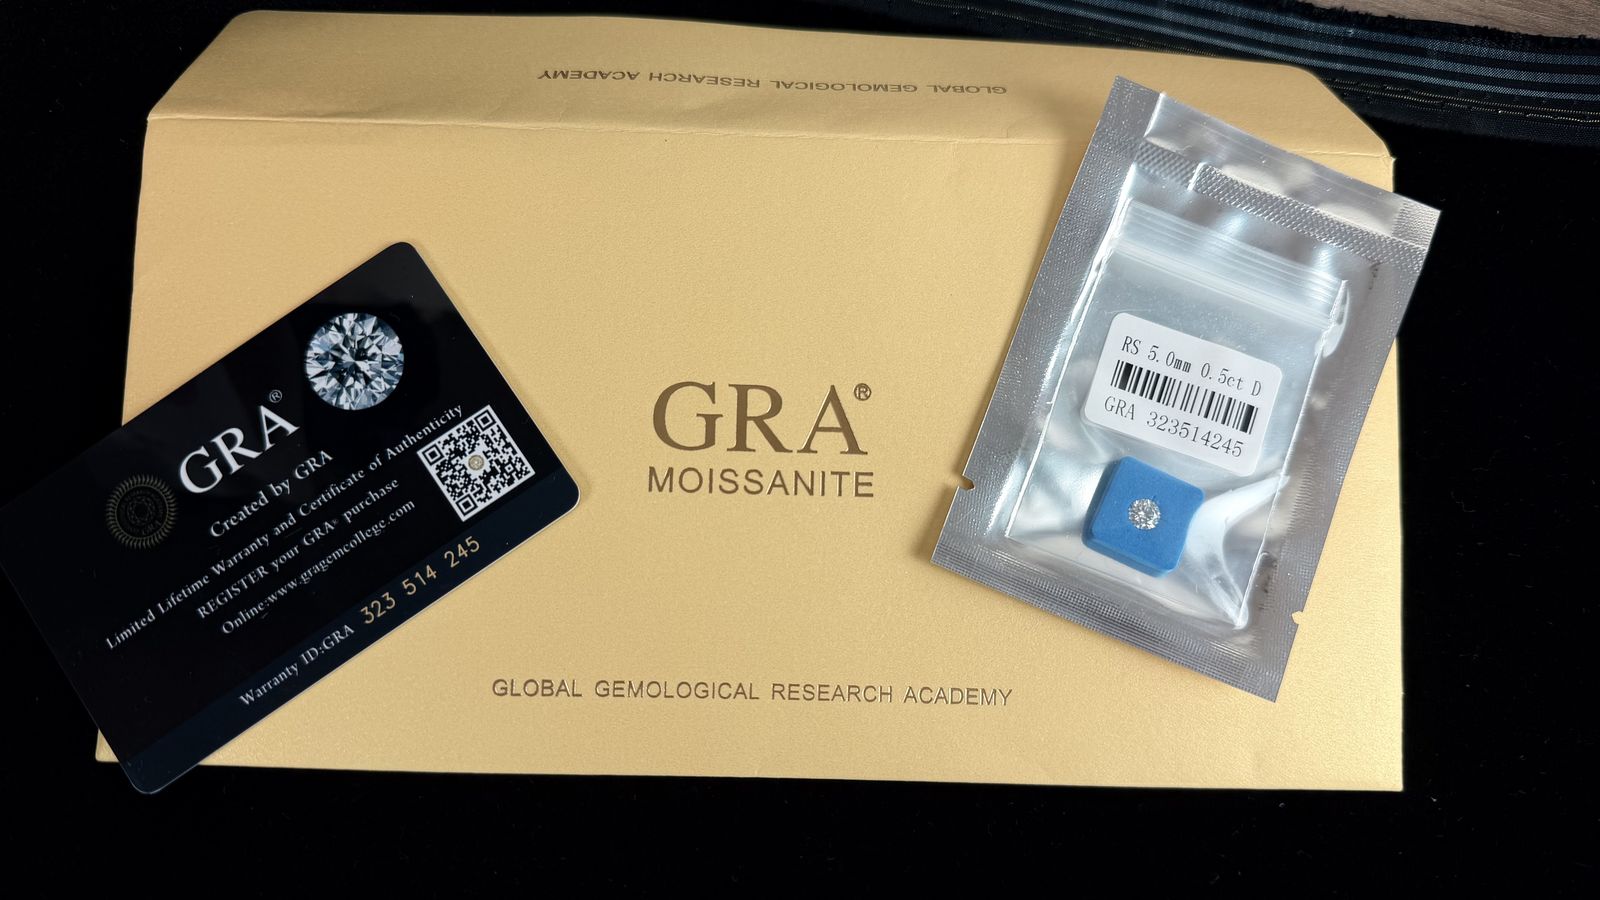 GLOBAL GEMOLOGICAL RESEARCH ACADEMY
GRA®
MOISSANITE
GLOBAL GEMOLOGICAL RESEARCH ACADEMY
GRA®
Created by GRA
Limited Lifetime Warranty and Certificate of Authenticity
REGISTER your GRA® purchase
Online:www.gragemcollege.com
Warranty ID:GRA 323 514 245
RS 5.0mm 0.5ct D
GRA 323514245